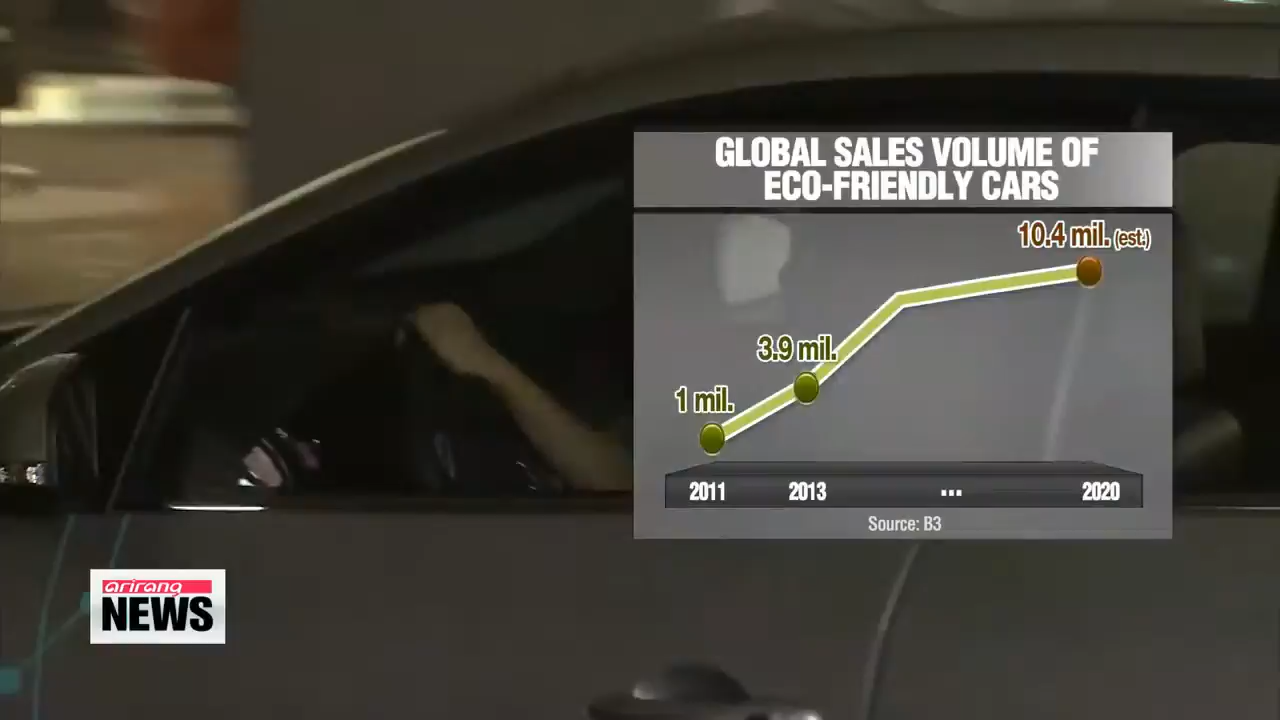 GLOBAL SALES VOLUME OF
ECO-FRIENDLY CARS
10.4 mil. (est.)
3.9 mil.
1 mil.
2011 2013 ... 2020
Source: B3
arirang
NEWS